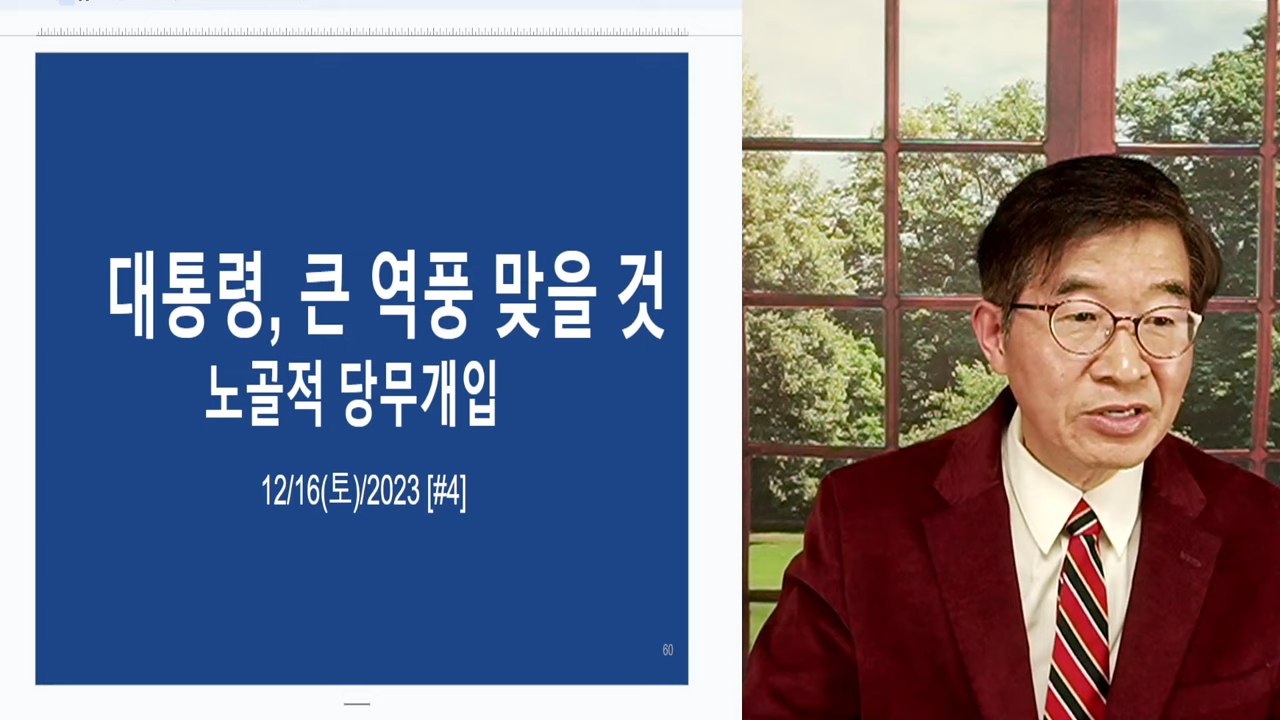 대통령, 큰 역풍 맞을 것
노골적 당무개입
12/16(토)/2023 [#4]
60